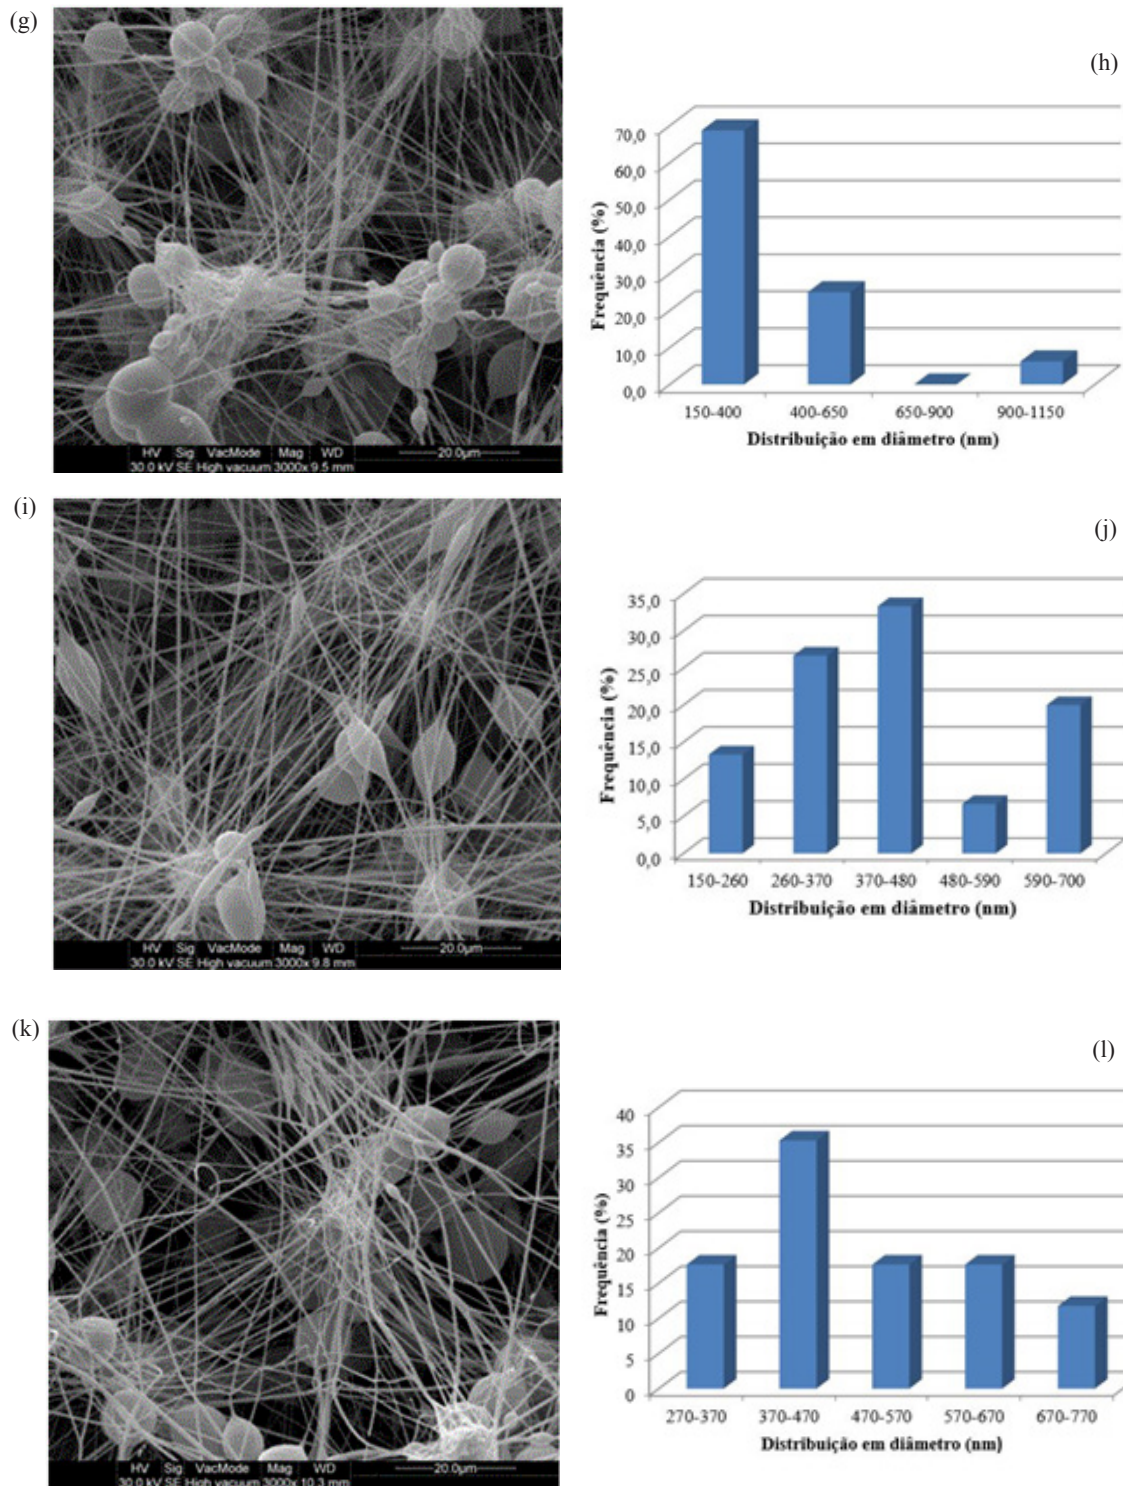 (g)
HV Sig VacMode Mag WD
20.0µm
30.0 kV SE High vacuum 3000x 9.5 mm
(h)
70,0
60,0
50,0
40,0
30,0
20,0
10,0
0,0
Frequência (%)
150-400 400-650 650-900 900-1150
Distribuição em diâmetro (nm)
(i)
HV Sig VacMode Mag WD
20.0µm
30.0 kV SE High vacuum 3000x 9.8 mm
(j)
35,0
30,0
25,0
20,0
15,0
10,0
5,0
0,0
Frequência (%)
150-260 260-370 370-480 480-590 590-700
Distribuição em diâmetro (nm)
(k)
HV Sig VacMode Mag WD
20.0µm
30.0 kV SE High vacuum 3000x 10.3 mm
(l)
40
35
30
25
20
15
10
5
0
Frequência (%)
270-370 370-470 470-570 570-670 670-770
Distribuição em diâmetro (nm)